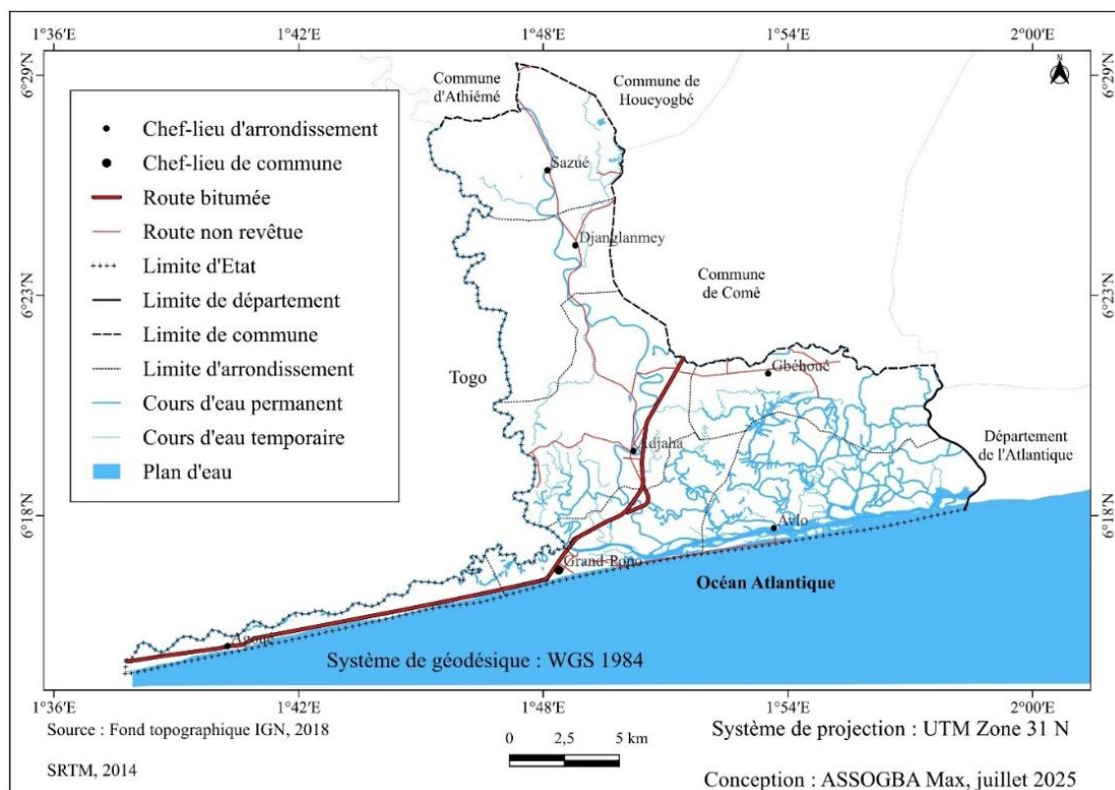 1°36′E
1°42′E
1°48′E
1°54′E
2°00′E
6°29′N
6°23′N
6°18′N
6°29′N
6°23′N
6°18′N
N
Chef-lieu d'arrondissement
Chef-lieu de commune
Route bitumée
Route non revêtue
Limite d'Etat
Limite de département
Limite de commune
Limite d'arrondissement
Cours d'eau permanent
Cours d'eau temporaire
Plan d'eau
Commune
d'Athiémé
Commune de
Houeyogbé
Sazué
Djanglanmey
Commune
de Comè
Togo
Gbéhoué
Adjaha
Département
de l'Atlantique
Avlo
Grand-Popo
Océan Atlantique
Agoué
Système de géodésique : WGS 1984
1°36′E
1°42′E
1°48′E
1°54′E
2°00′E
Source : Fond topographique IGN, 2018
SRTM, 2014
0 2,5 5 km
Système de projection : UTM Zone 31 N
Conception : ASSOGBA Max, juillet 2025